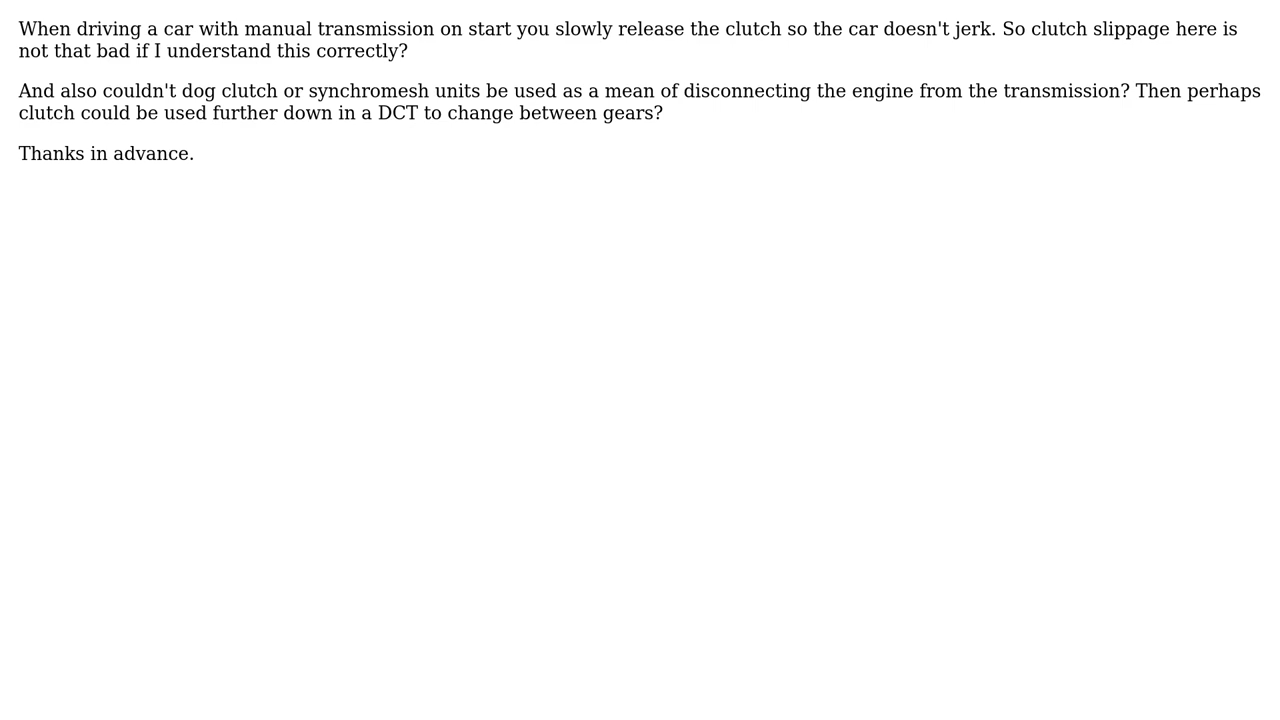 When driving a car with manual transmission on start you slowly release the clutch so the car doesn't jerk. So clutch slippage here is
not that bad if I understand this correctly?
And also couldn't dog clutch or synchromesh units be used as a mean of disconnecting the engine from the transmission? Then perhaps
clutch could be used further down in a DCT to change between gears?
Thanks in advance.